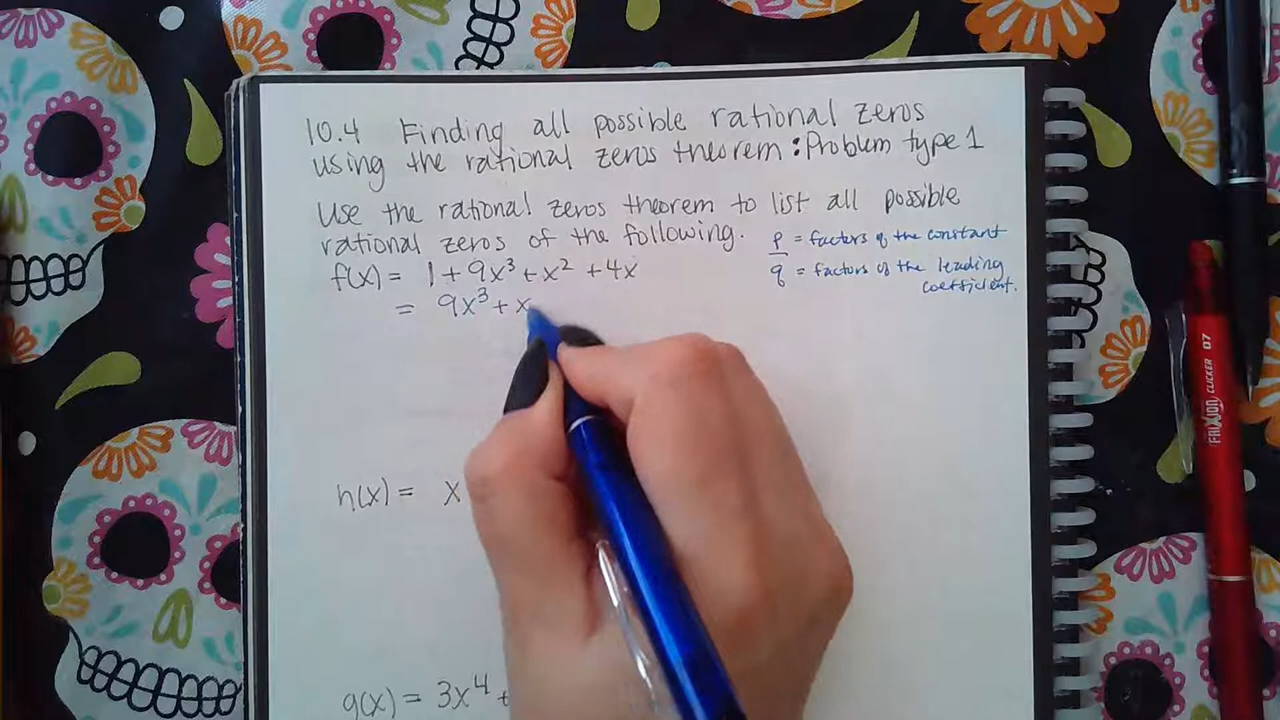 10.4 Finding all possible rational zeros
using the rational zeros theorem: Problem type 1
Use the rational zeros theorem to list all possible
rational zeros of the following.
p = factors of the constant
q = factors of the leading
coefficient.
f(x) = 1 + 9x³ + x² + 4x
= 9x³ + x
h(x) = x
g(x) = 3x⁴ +
FRIXION CLICKER 07